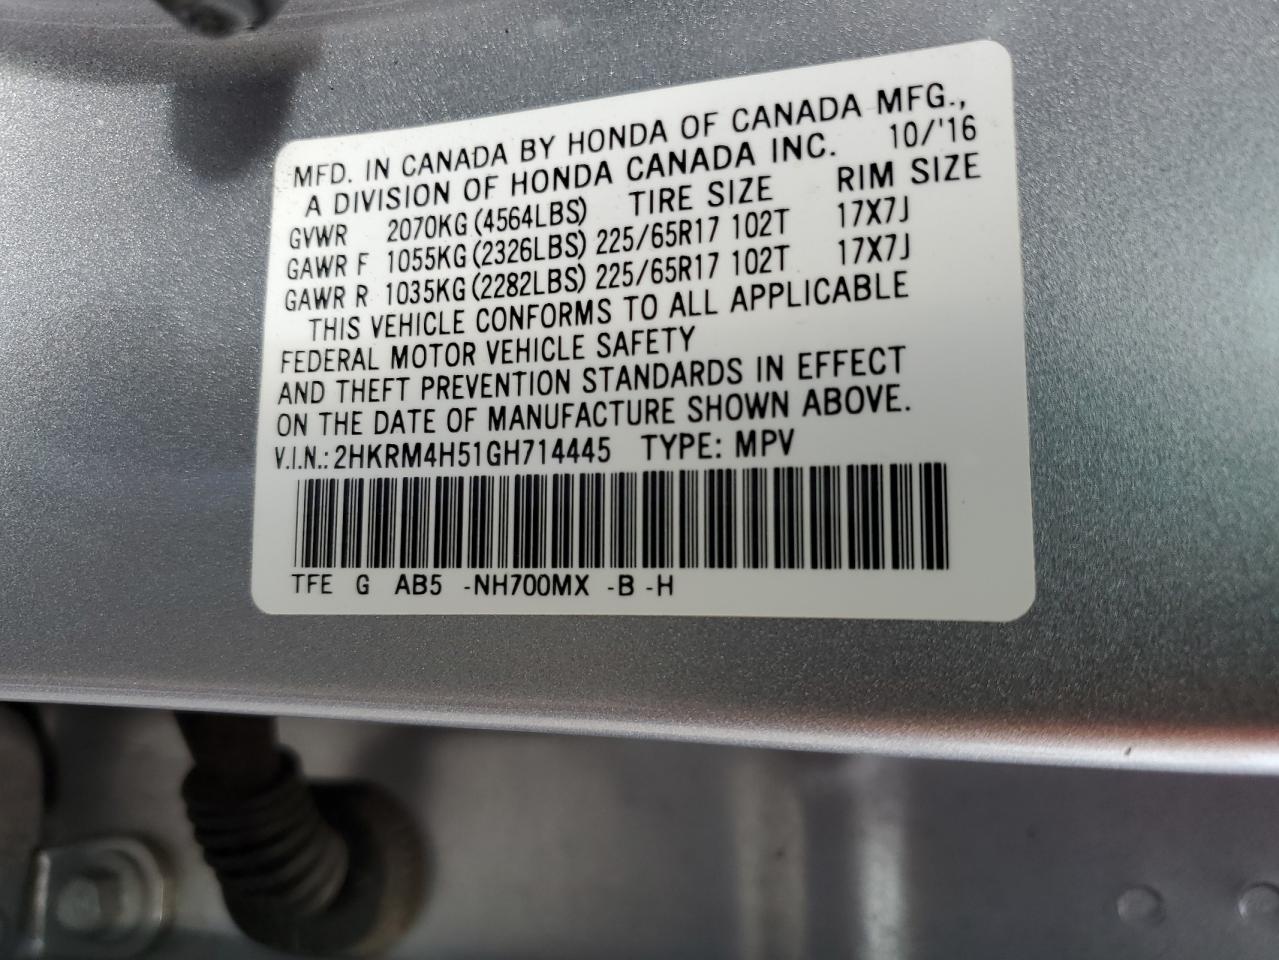 MFD. IN CANADA BY HONDA OF CANADA MFG.,
A DIVISION OF HONDA CANADA INC. 10/'16
GVWR 2070KG (4564LBS) TIRE SIZE RIM SIZE
GAWR F 1055KG (2326LBS) 225/65R17 102T 17X7J
GAWR R 1035KG (2282LBS) 225/65R17 102T 17X7J
THIS VEHICLE CONFORMS TO ALL APPLICABLE
FEDERAL MOTOR VEHICLE SAFETY
AND THEFT PREVENTION STANDARDS IN EFFECT
ON THE DATE OF MANUFACTURE SHOWN ABOVE.
V.I.N.: 2HKRM4H51GH714445 TYPE: MPV
TFE G AB5 -NH700MX -B -H